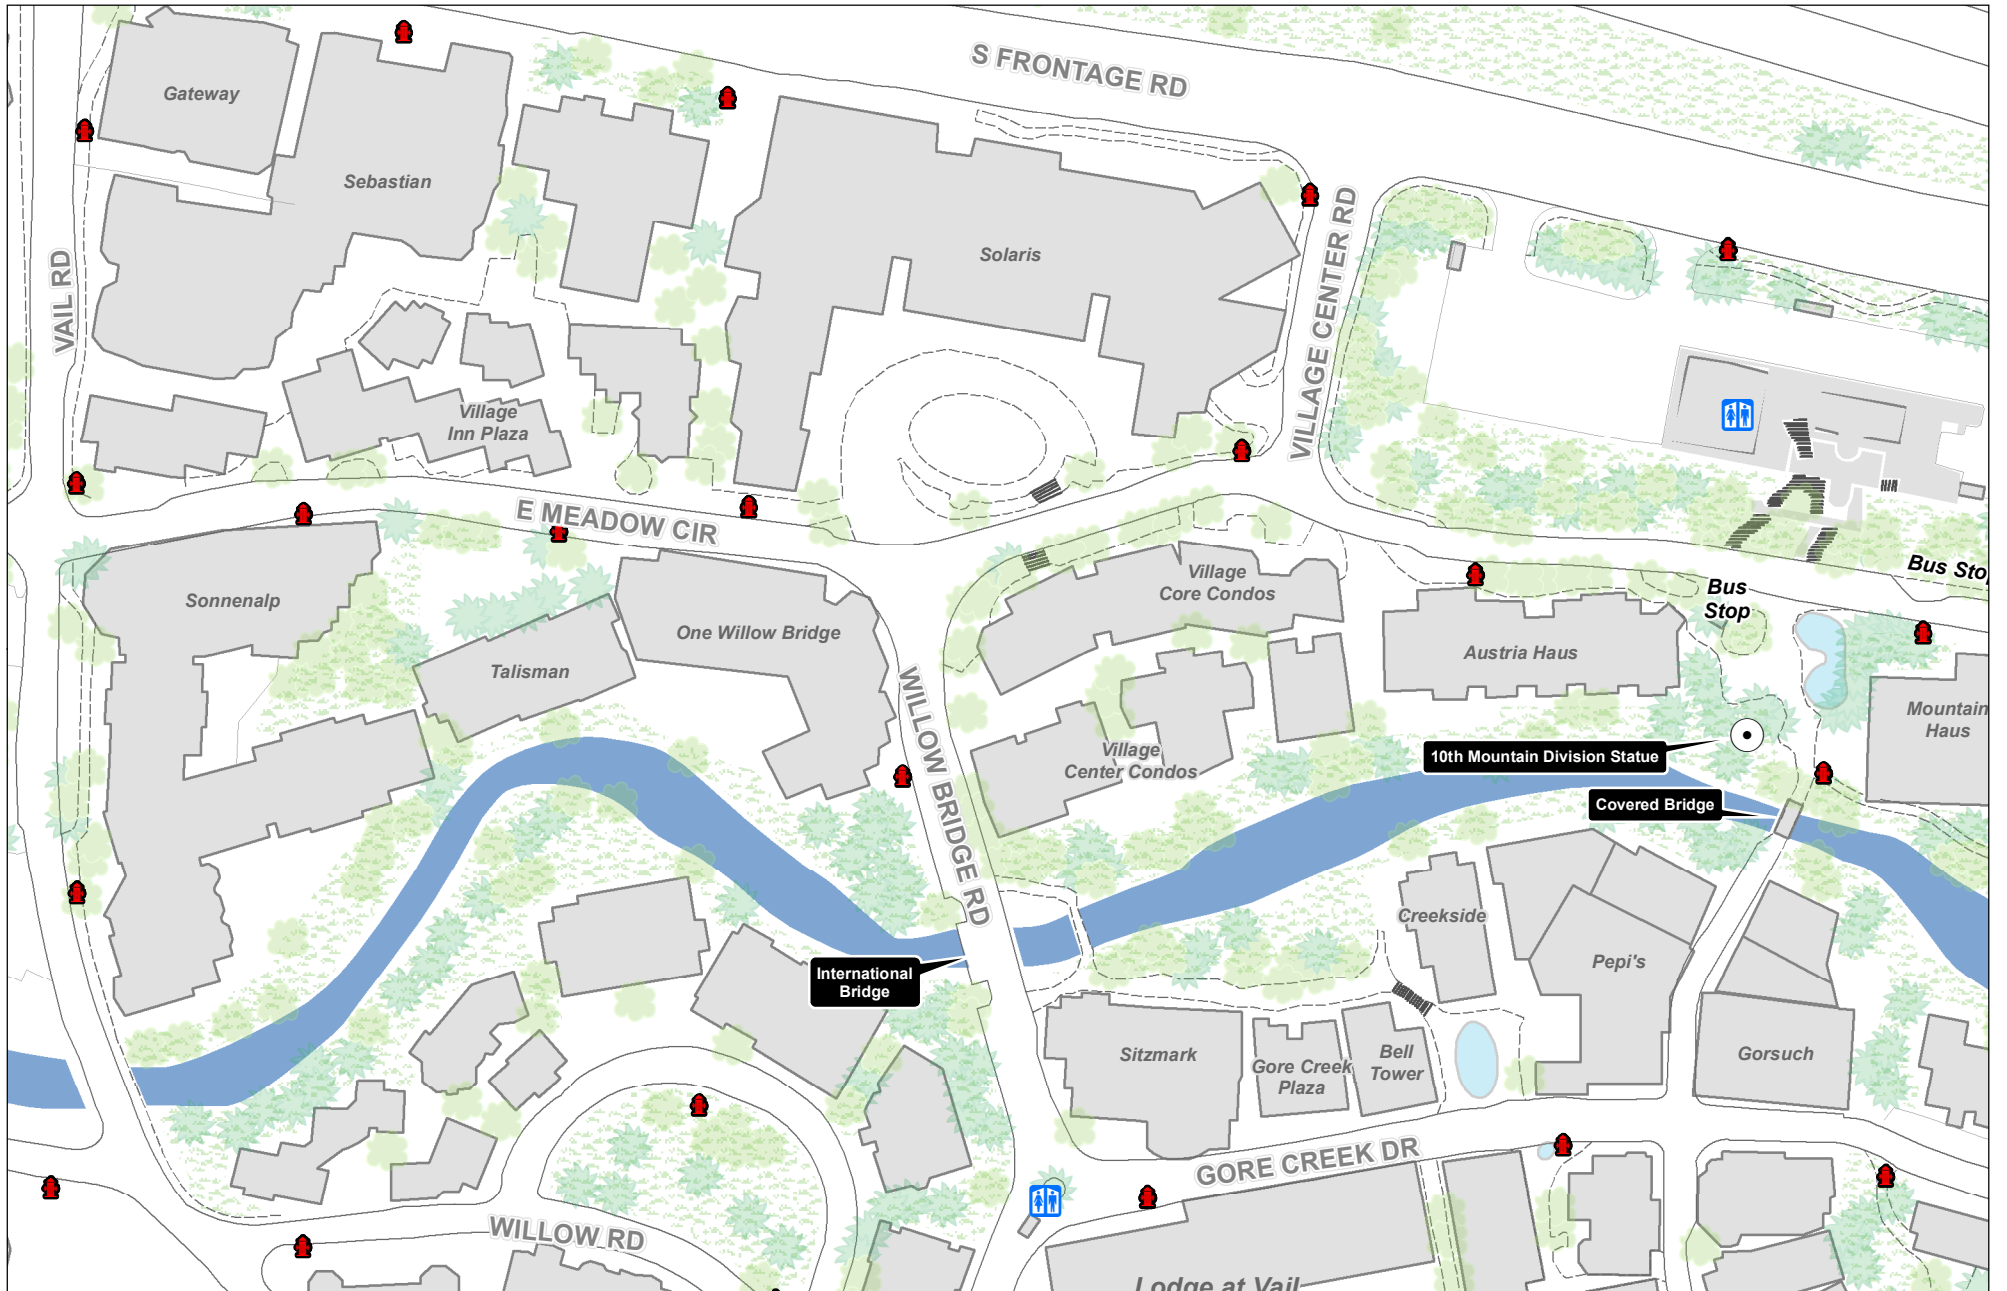 S FRONTAGE RD
Gateway
Sebastian
Solaris
VAIL RD
VILLAGE CENTER RD
Village
Inn Plaza
E MEADOW CIR
Bus Sto
Bus
Stop
Village
Core Condos
Sonnenalp
One Willow Bridge
Talisman
Austria Haus
Mountain
Haus
WILLOW BRIDGE RD
Village
Center Condos
10th Mountain Division Statue
Covered Bridge
Creekside
Pepi's
International
Bridge
Sitzmark
Gore Creek
Plaza
Bell
Tower
Gorsuch
GORE CREEK DR
WILLOW RD
Lodge at Vail